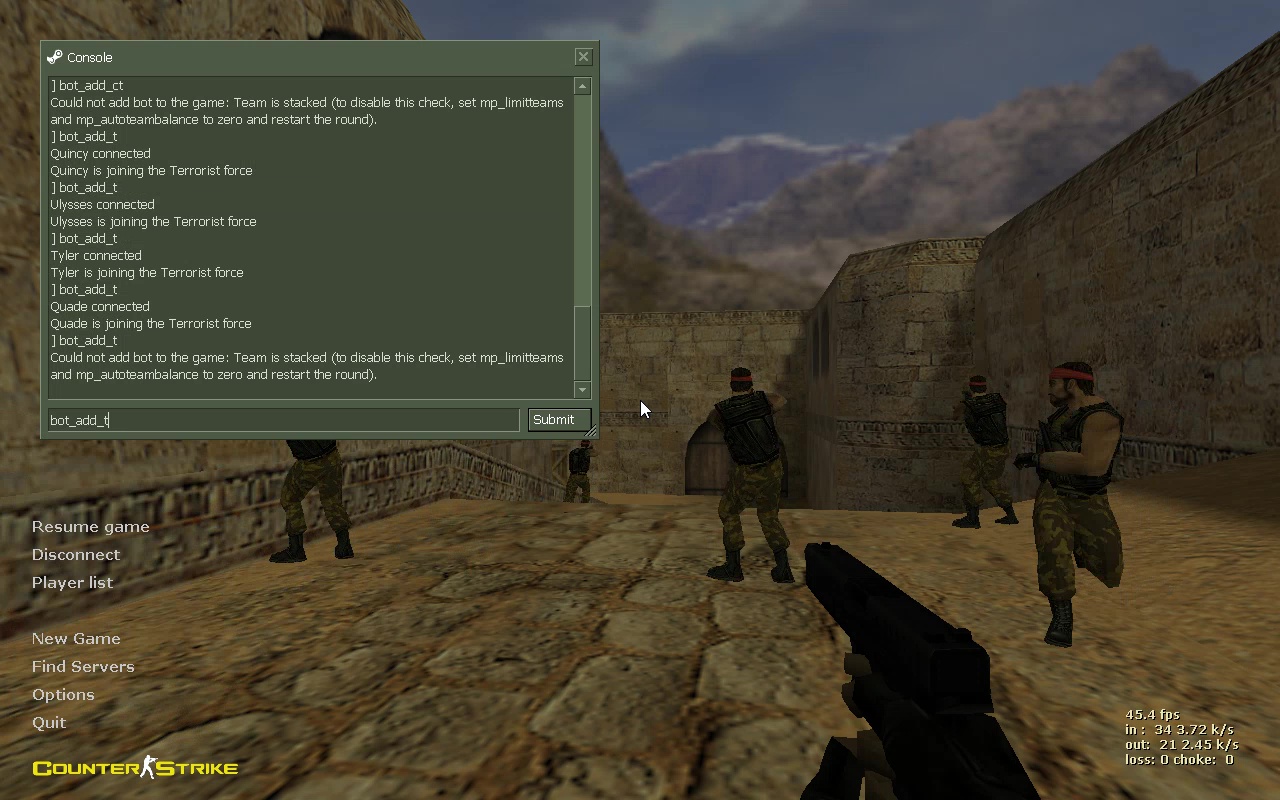 Console
] bot_add_ct
Could not add bot to the game: Team is stacked (to disable this check, set mp_limitteams
and mp_autoteambalance to zero and restart the round).
] bot_add_t
Quincy connected
Quincy is joining the Terrorist force
] bot_add_t
Ulysses connected
Ulysses is joining the Terrorist force
] bot_add_t
Tyler connected
Tyler is joining the Terrorist force
] bot_add_t
Quade connected
Quade is joining the Terrorist force
] bot_add_t
Could not add bot to the game: Team is stacked (to disable this check, set mp_limitteams
and mp_autoteambalance to zero and restart the round).
bot_add_t
Submit
Resume game
Disconnect
Player list
New Game
Find Servers
Options
Quit
COUNTER STRIKE
45.4 fps
in : 34 3.72 k/s
out: 21 2.45 k/s
loss: 0 choke: 0